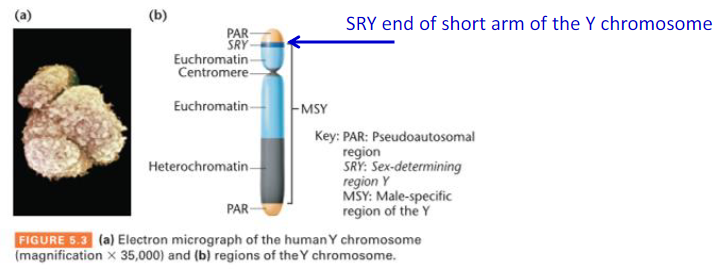 (a)
(b)
SRY end of short arm of the Y chromosome
PAR
SRY
Euchromatin
Centromere
Euchromatin
MSY
Heterochromatin
PAR
Key: PAR: Pseudoautosomal
region
SRY: Sex-determining
region Y
MSY: Male-specific
region of the Y
FIGURE 5.3 (a) Electron micrograph of the human Y chromosome
(magnification × 35,000) and (b) regions of the Y chromosome.